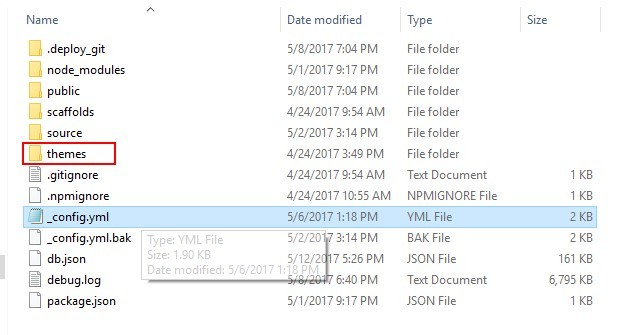 Name Date modified Type Size
.deploy_git 5/8/2017 7:04 PM File folder
node_modules 5/1/2017 9:17 PM File folder
public 5/8/2017 7:04 PM File folder
scaffolds 4/24/2017 9:54 AM File folder
source 5/2/2017 3:14 PM File folder
themes 4/24/2017 3:49 PM File folder
.gitignore 4/24/2017 9:54 AM Text Document 1 KB
.npmignore 4/24/2017 10:55 AM NPMIGNORE File 1 KB
_config.yml 5/6/2017 1:18 PM YML File 2 KB
_config.yml.bak 5/2/2017 3:14 PM BAK File 2 KB
Type: YML File
Size: 1.90 KB
Date modified: 5/6/2017 1:18 PM
db.json 5/12/2017 5:26 PM JSON File 161 KB
debug.log 5/8/2017 6:40 PM Text Document 6,795 KB
package.json 5/1/2017 9:17 PM JSON File 1 KB